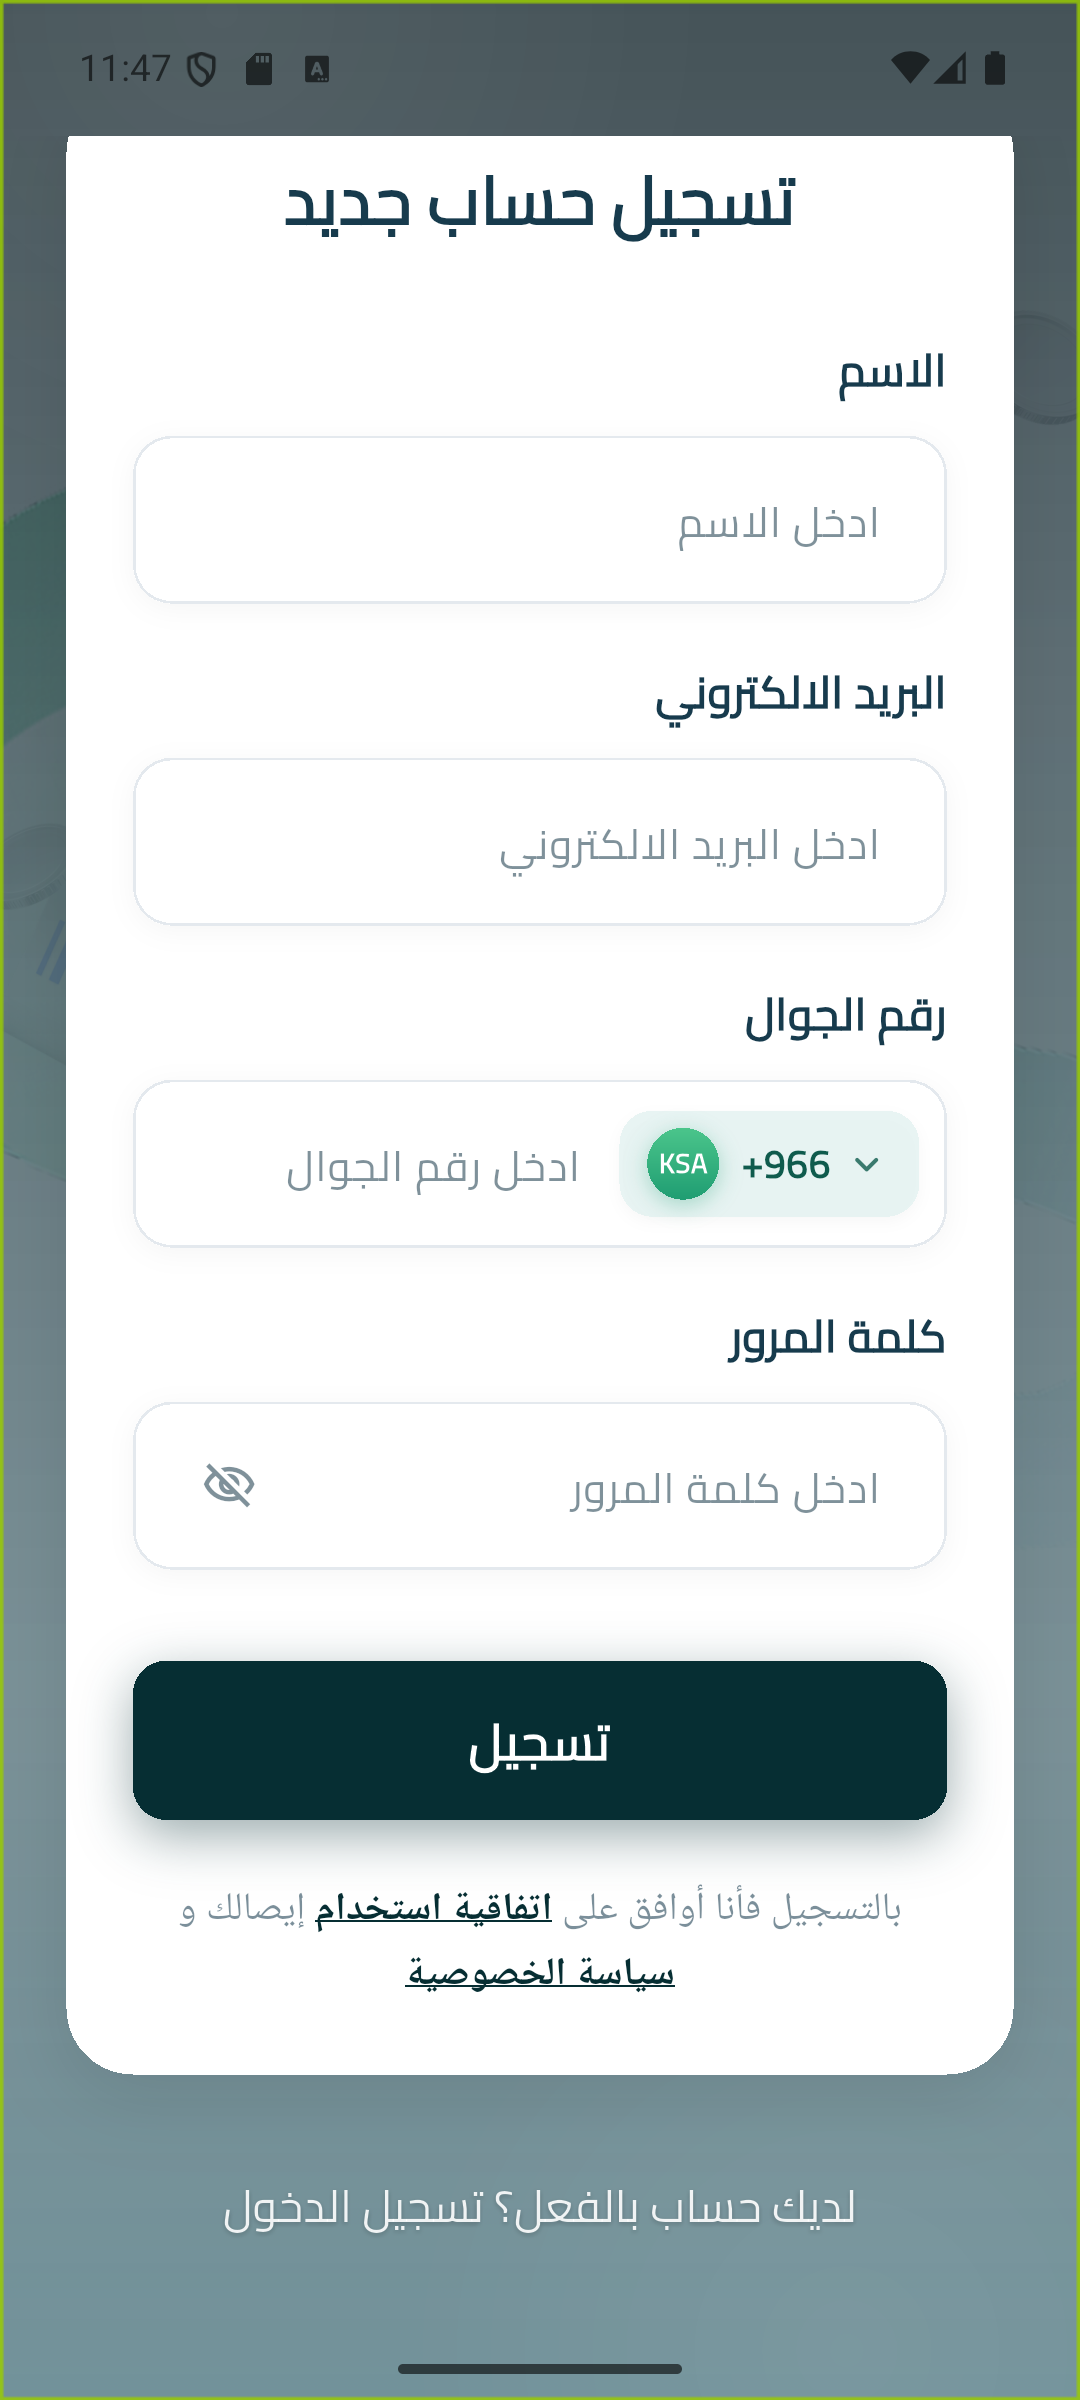 11:47
تسجيل حساب جديد
الاسم
ادخل الاسم
البريد الالكتروني
ادخل البريد الالكتروني
رقم الجوال
+966 KSA ادخل رقم الجوال
كلمة المرور
ادخل كلمة المرور
تسجيل
بالتسجيل فأنا أوافق على اتفاقية استخدام إيصالك و
سياسة الخصوصية
لديك حساب بالفعل؟ تسجيل الدخول